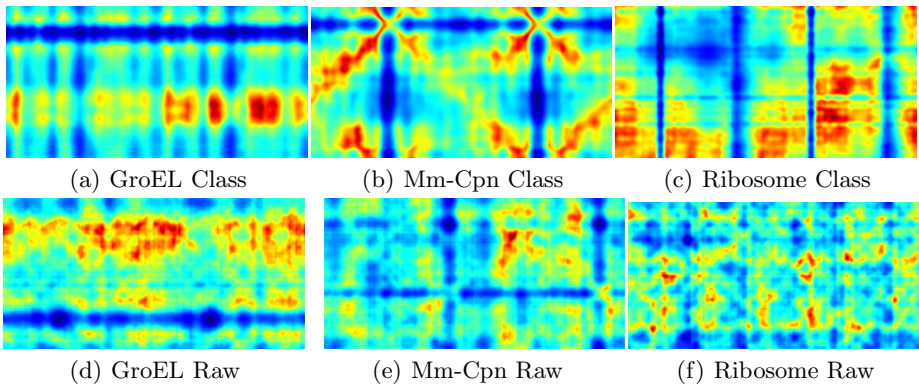 (a) GroEL Class
(b) Mm-Cpn Class
(c) Ribosome Class
(d) GroEL Raw
(e) Mm-Cpn Raw
(f) Ribosome Raw